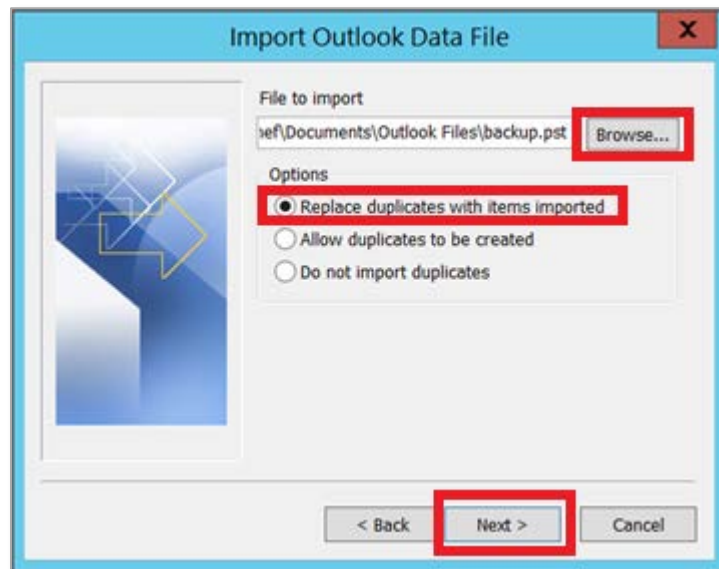 Import Outlook Data File
X
File to import
\Documents\Outlook Files\backup.pst
Browse...
Options
Replace duplicates with items imported
Allow duplicates to be created
Do not import duplicates
< Back
Next >
Cancel